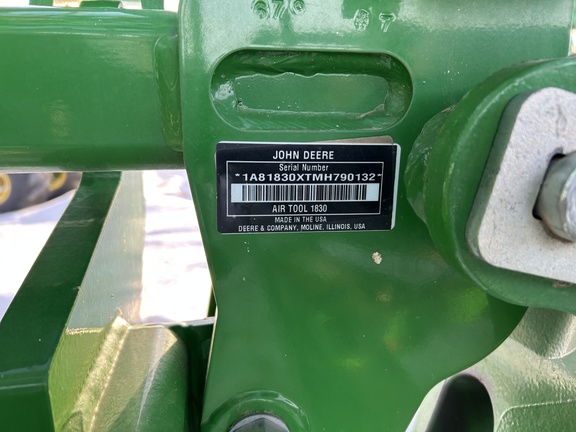 JOHN DEERE
Serial Number
*1A81830XTMH790132*
AIR TOOL 1830
MADE IN THE USA
DEERE & COMPANY, MOLINE, ILLINOIS, USA